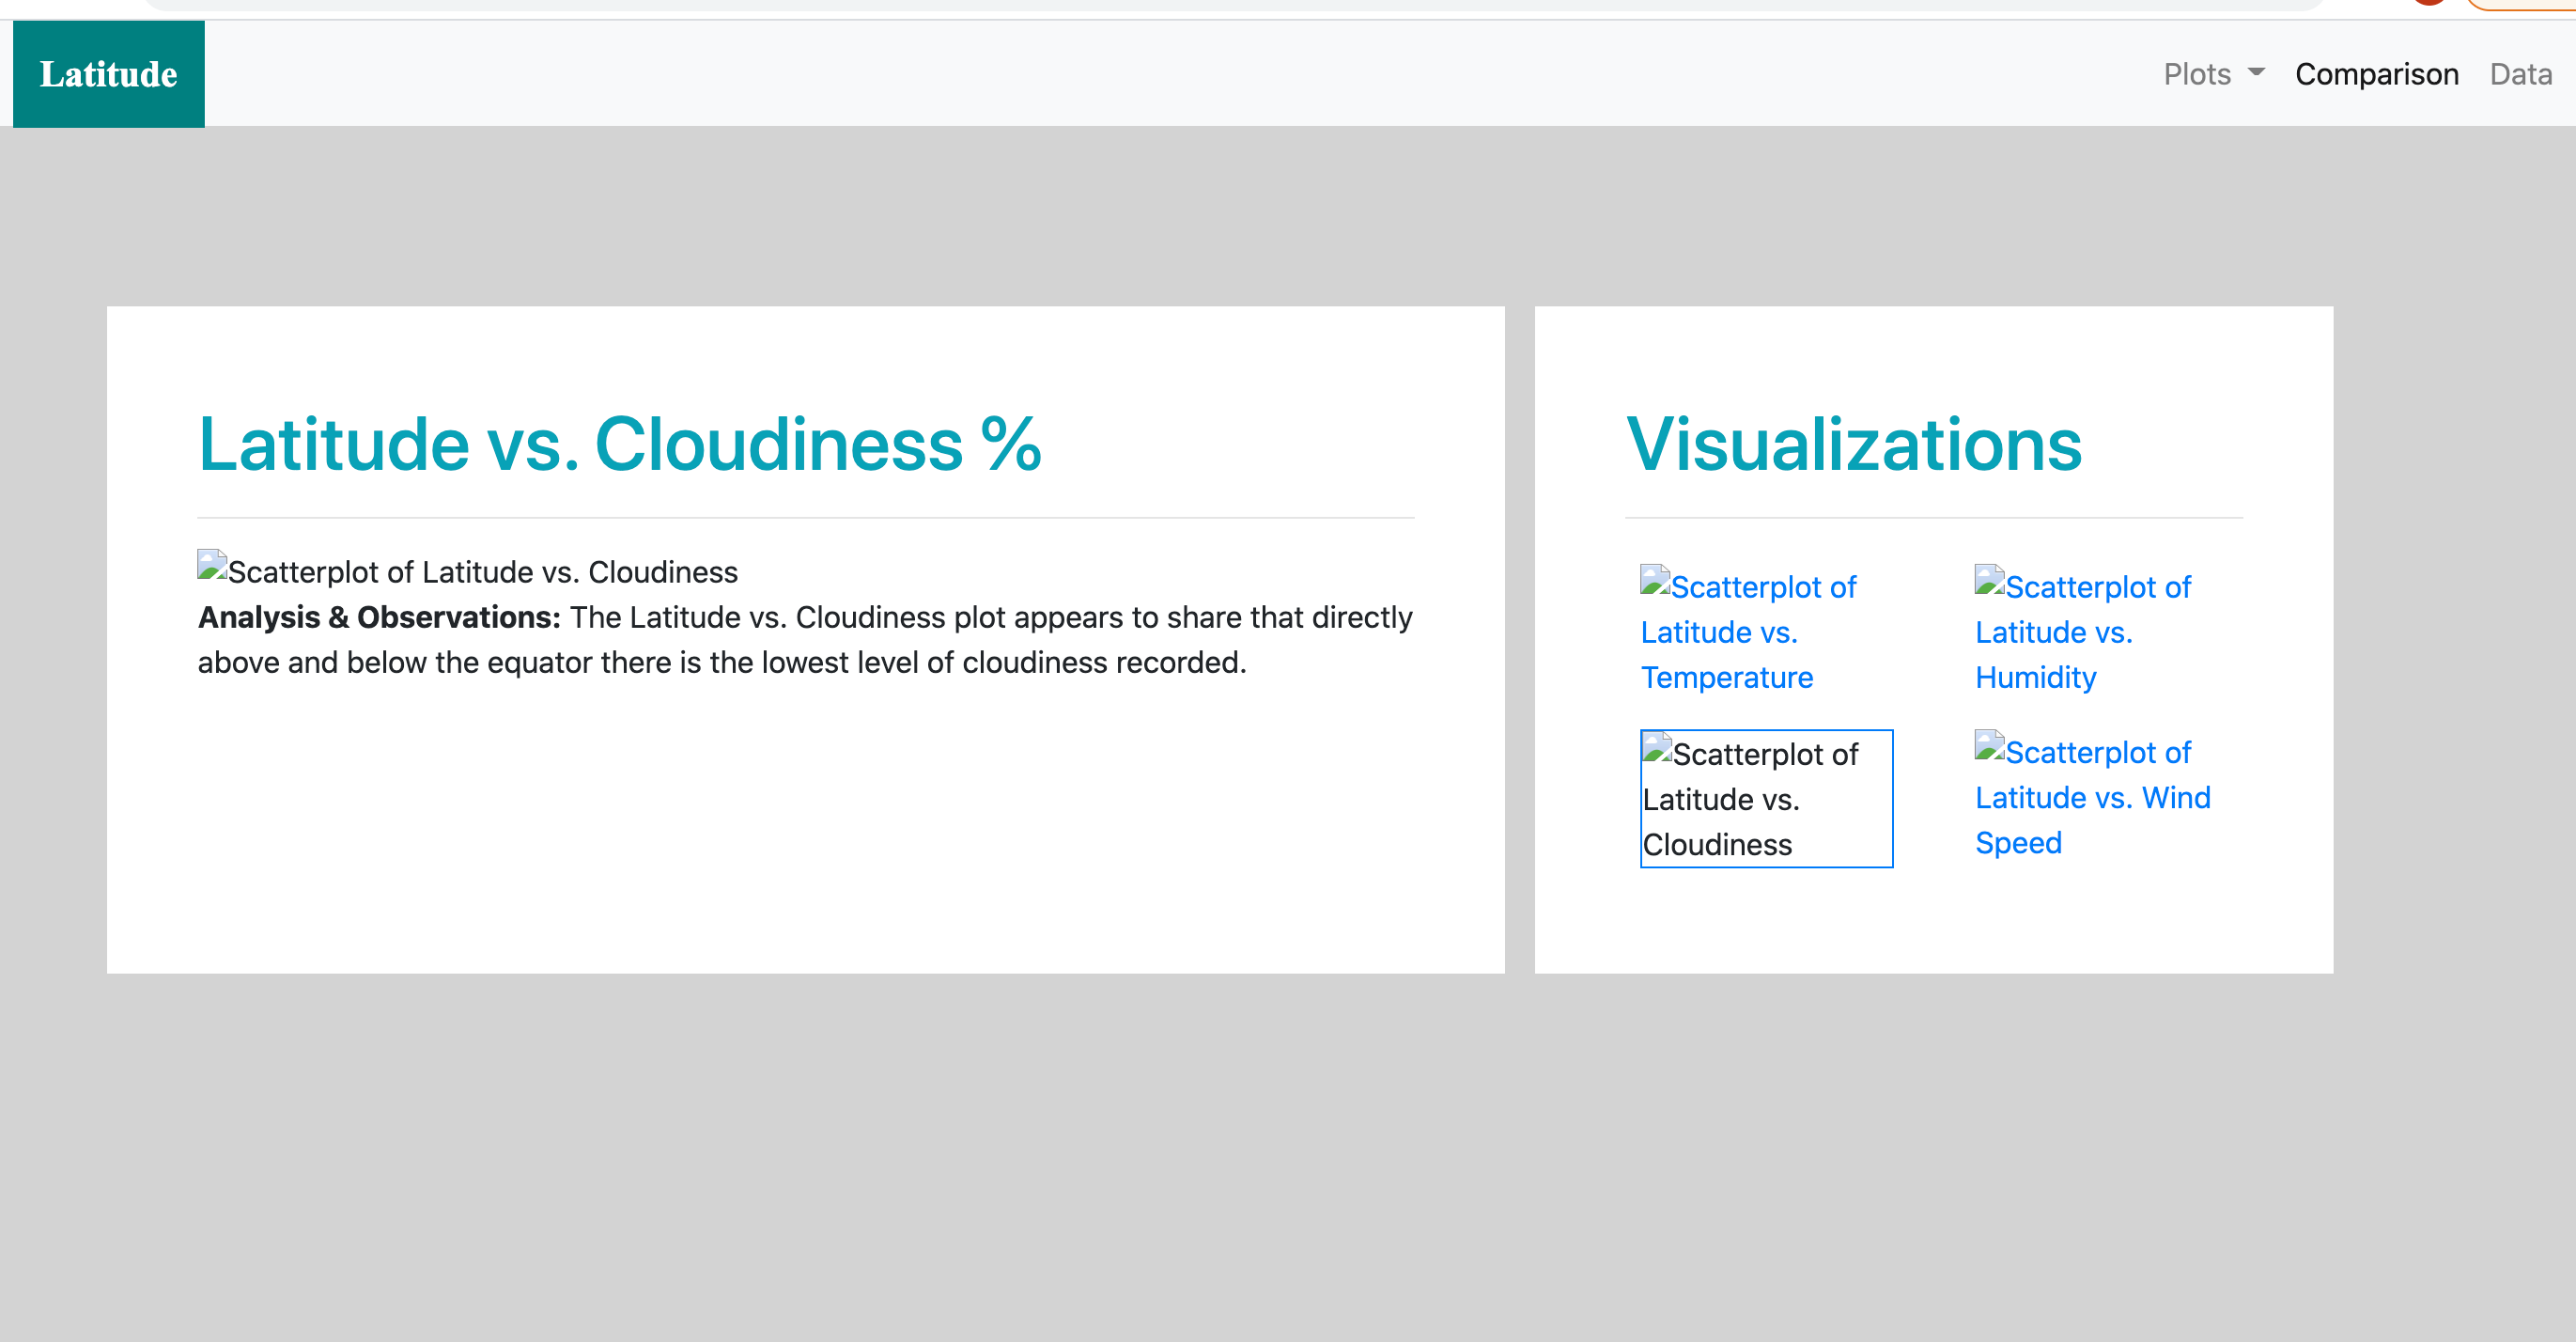 Latitude
Plots Comparison Data
Latitude vs. Cloudiness %
Scatterplot of Latitude vs. Cloudiness
Analysis & Observations: The Latitude vs. Cloudiness plot appears to share that directly
above and below the equator there is the lowest level of cloudiness recorded.
Visualizations
Scatterplot of
Latitude vs.
Temperature
Scatterplot of
Latitude vs.
Humidity
Scatterplot of
Latitude vs.
Cloudiness
Scatterplot of
Latitude vs. Wind
Speed